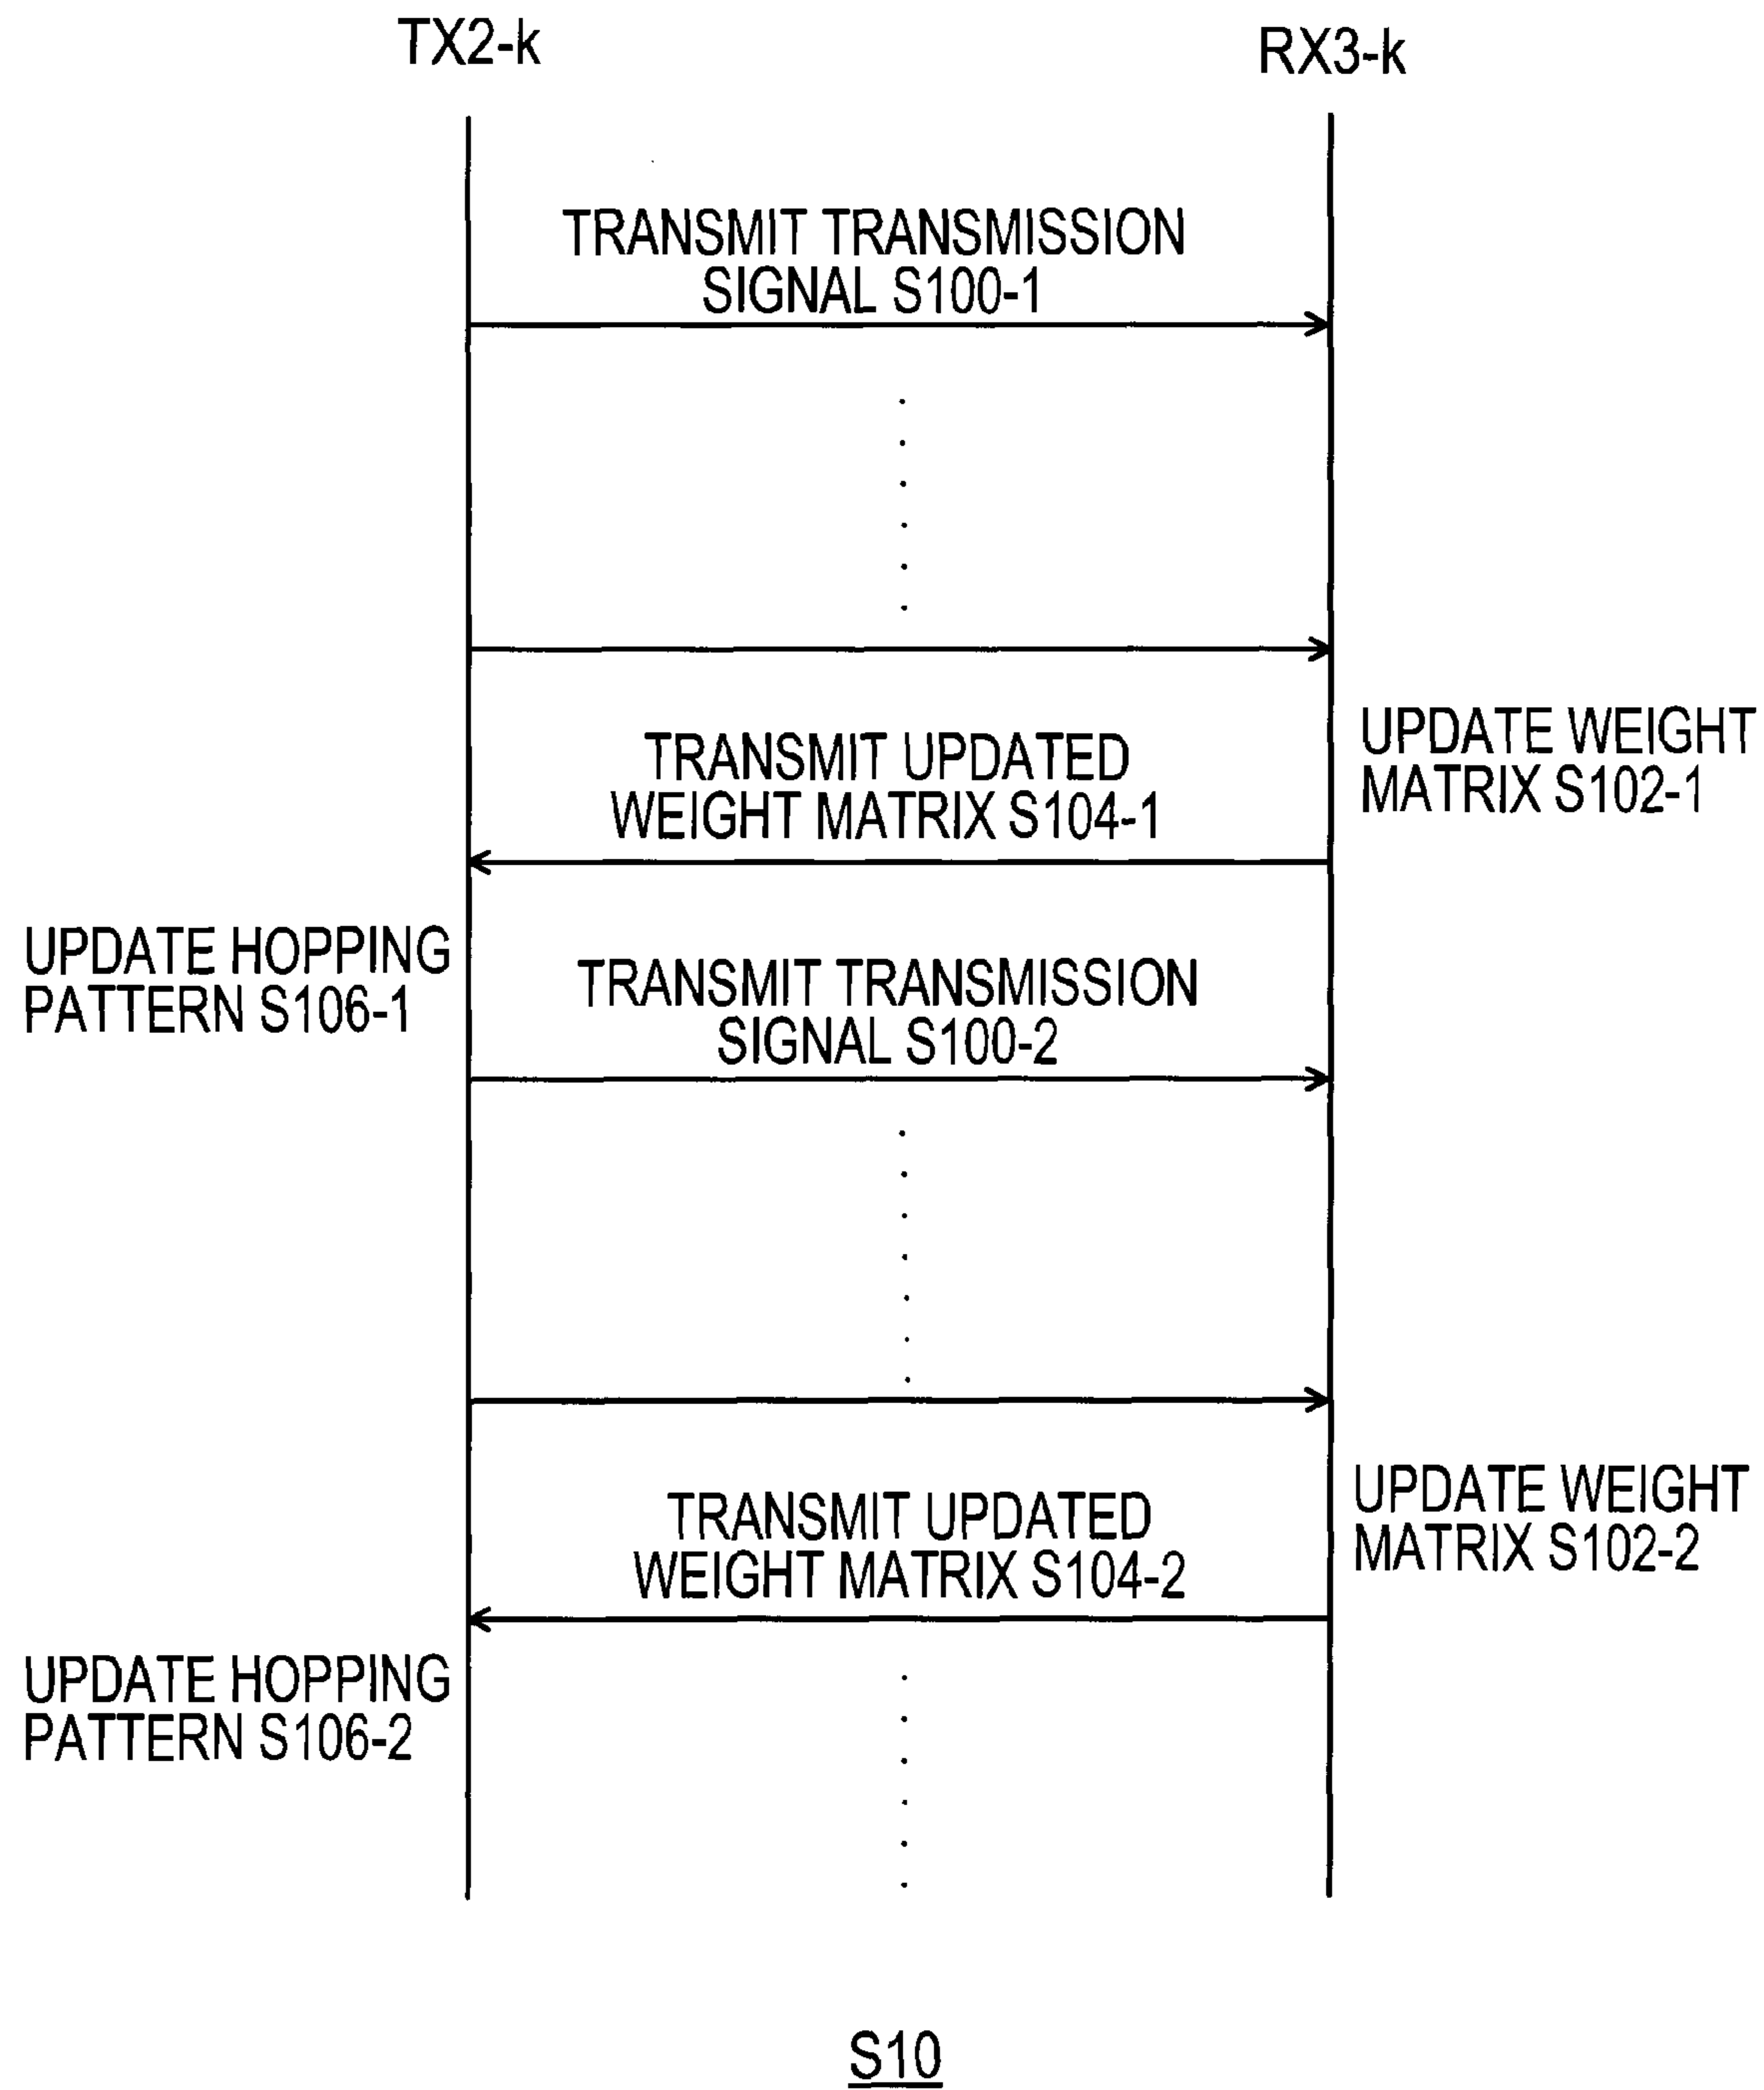 TX2-k
RX3-k
TRANSMIT TRANSMISSION
SIGNAL S100-1
UPDATE WEIGHT
MATRIX S102-1
TRANSMIT UPDATED
WEIGHT MATRIX S104-1
UPDATE HOPPING
PATTERN S106-1
TRANSMIT TRANSMISSION
SIGNAL S100-2
UPDATE WEIGHT
MATRIX S102-2
TRANSMIT UPDATED
WEIGHT MATRIX S104-2
UPDATE HOPPING
PATTERN S106-2
S10